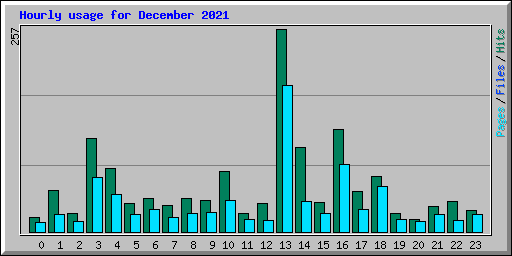 Hourly usage for December 2021
257
Pages / Files / Hits
0 1 2 3 4 5 6 7 8 9 10 11 12 13 14 15 16 17 18 19 20 21 22 23